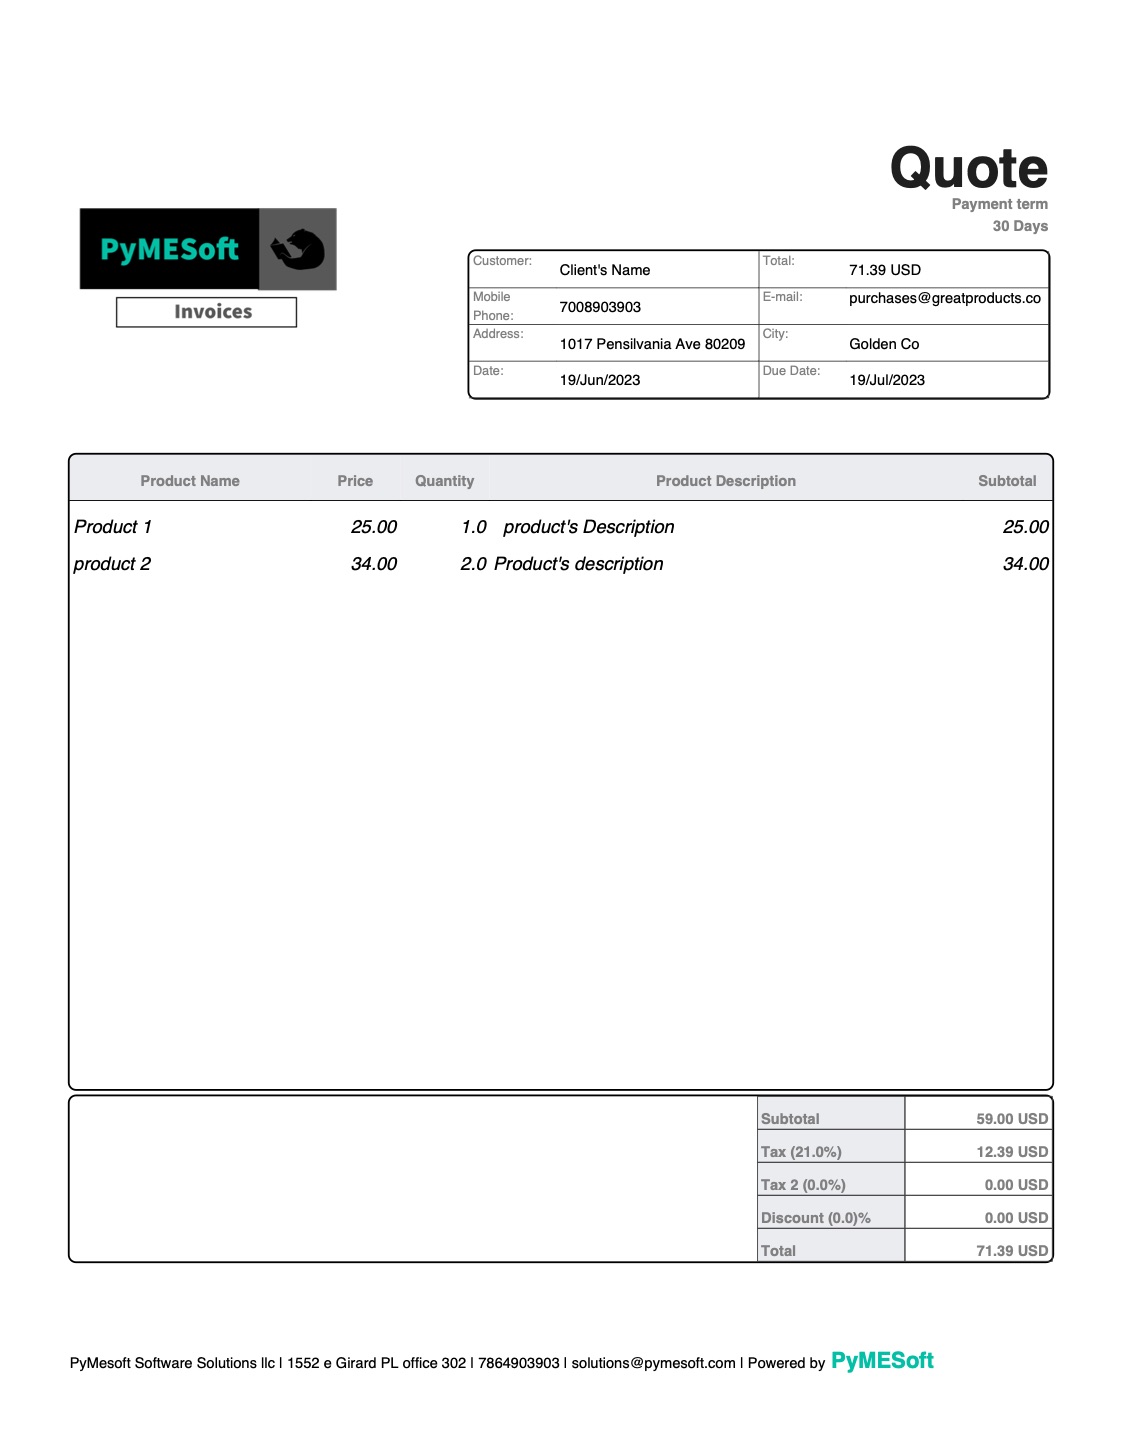 Quote
Payment term
30 Days
PyMESoft
Invoices
Customer: Client's Name Total: 71.39 USD
Mobile Phone: 7008903903 E-mail: purchases@greatproducts.co
Address: 1017 Pensilvania Ave 80209 City: Golden Co
Date: 19/Jun/2023 Due Date: 19/Jul/2023
Product Name Price Quantity Product Description Subtotal
Product 1 25.00 1.0 product's Description 25.00
product 2 34.00 2.0 Product's description 34.00
Subtotal 59.00 USD
Tax (21.0%) 12.39 USD
Tax 2 (0.0%) 0.00 USD
Discount (0.0)% 0.00 USD
Total 71.39 USD
PyMesoft Software Solutions llc | 1552 e Girard PL office 302 | 7864903903 | solutions@pymesoft.com | Powered by PyMESoft